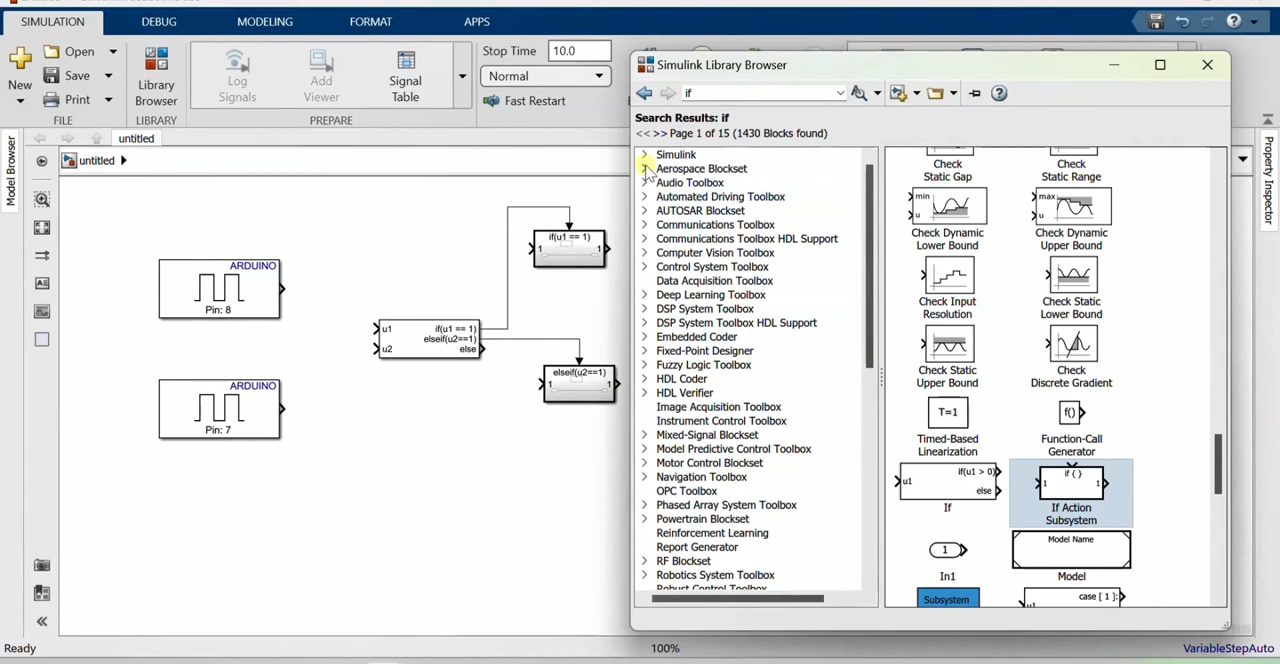 SIMULATION
DEBUG
MODELING
FORMAT
APPS
New
Open
Save
Print
FILE
Library
Browser
LIBRARY
Log
Signals
Add
Viewer
Signal
Table
PREPARE
Stop Time 10.0
Normal
Fast Restart
Model Browser
untitled
untitled
ARDUINO
Pin: 8
ARDUINO
Pin: 7
u1
u2
if(u1 == 1)
elseif(u2==1)
else
if(u1 == 1)
1
1
elseif(u2==1)
1
1
Simulink Library Browser
if
Search Results: if
<< >> Page 1 of 15 (1430 Blocks found)
Simulink
Aerospace Blockset
Audio Toolbox
Automated Driving Toolbox
AUTOSAR Blockset
Communications Toolbox
Communications Toolbox HDL Support
Computer Vision Toolbox
Control System Toolbox
Data Acquisition Toolbox
Deep Learning Toolbox
DSP System Toolbox
DSP System Toolbox HDL Support
Embedded Coder
Fixed-Point Designer
Fuzzy Logic Toolbox
HDL Coder
HDL Verifier
Image Acquisition Toolbox
Instrument Control Toolbox
Mixed-Signal Blockset
Model Predictive Control Toolbox
Motor Control Blockset
Navigation Toolbox
OPC Toolbox
Phased Array System Toolbox
Powertrain Blockset
Reinforcement Learning
Report Generator
RF Blockset
Robotics System Toolbox
Robust Control Toolbox
Check
Static Gap
Check
Static Range
min
u
Check Dynamic
Lower Bound
max
u
Check Dynamic
Upper Bound
Check Input
Resolution
Check Static
Lower Bound
Check Static
Upper Bound
Check
Discrete Gradient
T=1
Timed-Based
Linearization
f()
Function-Call
Generator
u1
if(u1 > 0)
else
If
if { }
1
1
If Action
Subsystem
1
In1
Model Name
Model
Subsystem
case [ 1 ]:
u1
Property Inspector
Ready
100%
VariableStepAuto